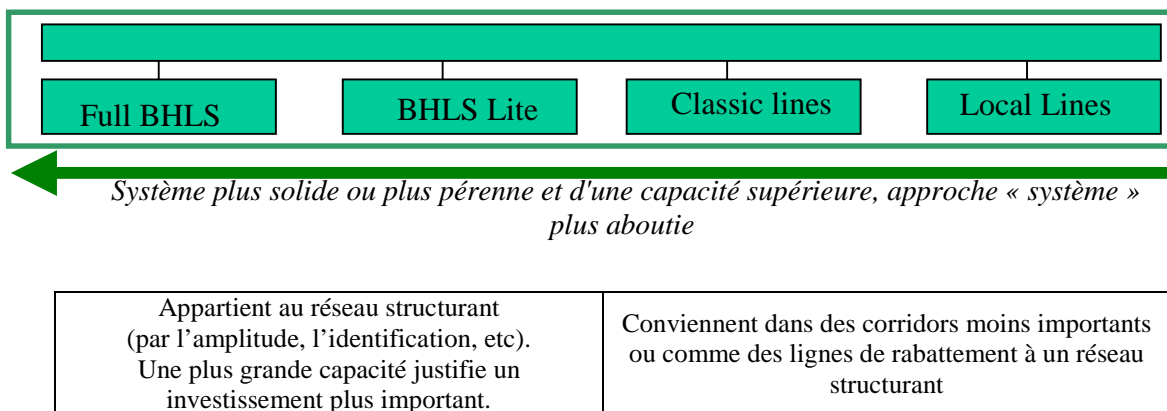 Full BHLS
BHLS Lite
Classic lines
Local Lines
Système plus solide ou plus pérenne et d'une capacité supérieure, approche « système »
plus aboutie
Appartient au réseau structurant
(par l’amplitude, l’identification, etc).
Une plus grande capacité justifie un
investissement plus important.
Conviennent dans des corridors moins importants
ou comme des lignes de rabattement à un réseau
structurant